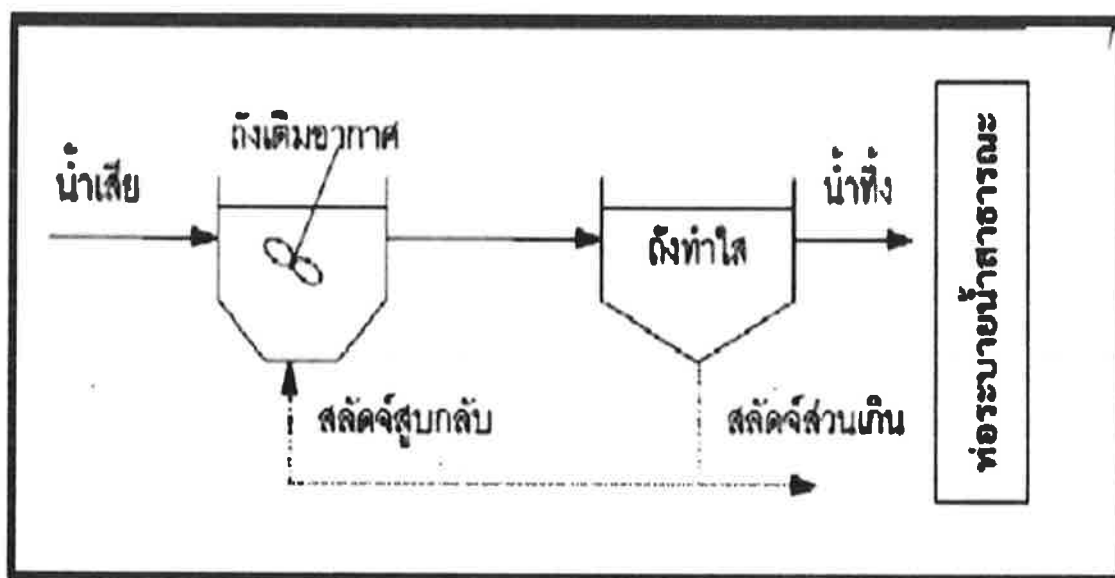 ถังเติมอากาศ
น้ำเสีย
น้ำทิ้ง
ถังทำใส
ท่อระบายน้ำสาธารณะ
สลัดจ์สูบกลับ
สลัดจ์ส่วนเกิน